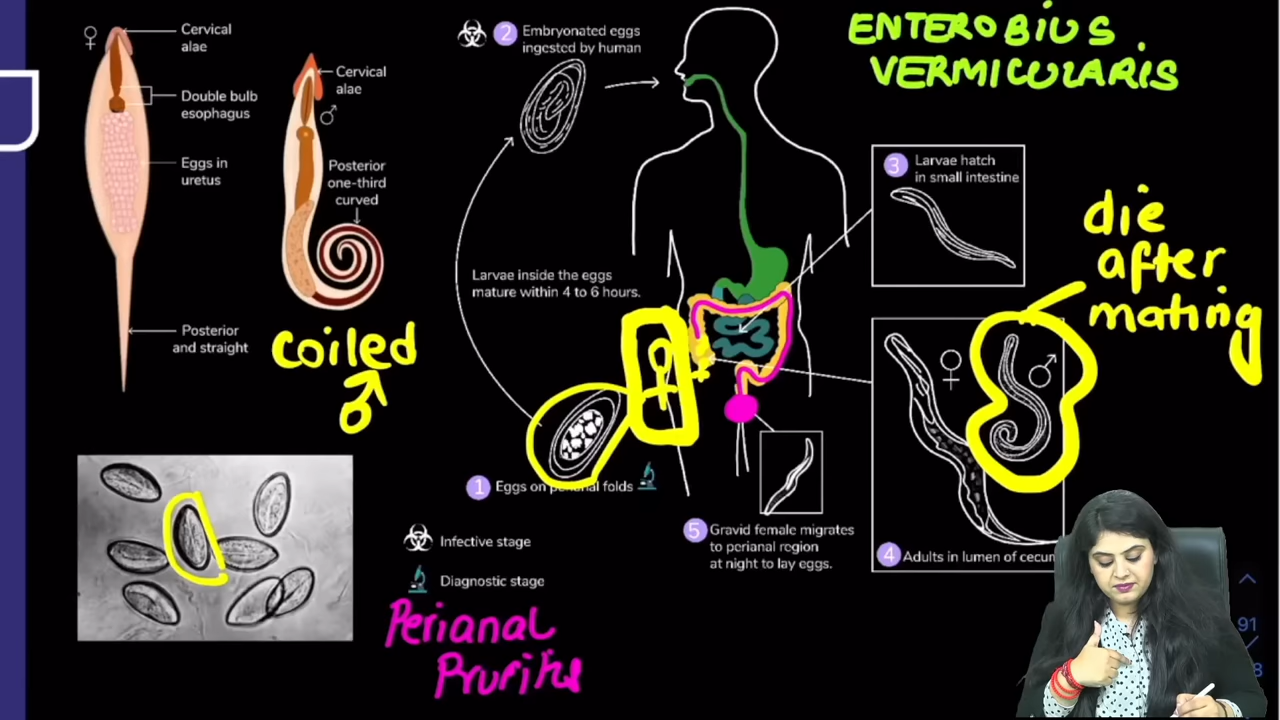 ♀
Cervical
alae
Double bulb
esophagus
Eggs in
uretus
Posterior
and straight
Cervical
alae
♂
Posterior
one-third
curved
coiled
♂
2 Embryonated eggs
ingested by human
ENTEROBIUS
VERMICULARIS
3 Larvae hatch
in small intestine
die
after
mating
Larvae inside the eggs
mature within 4 to 6 hours.
♀
♂
1 Eggs on perianal folds
5 Gravid female migrates
to perianal region
at night to lay eggs.
4 Adults in lumen of cecum
Infective stage
Diagnostic stage
Perianal
Pruritus
91